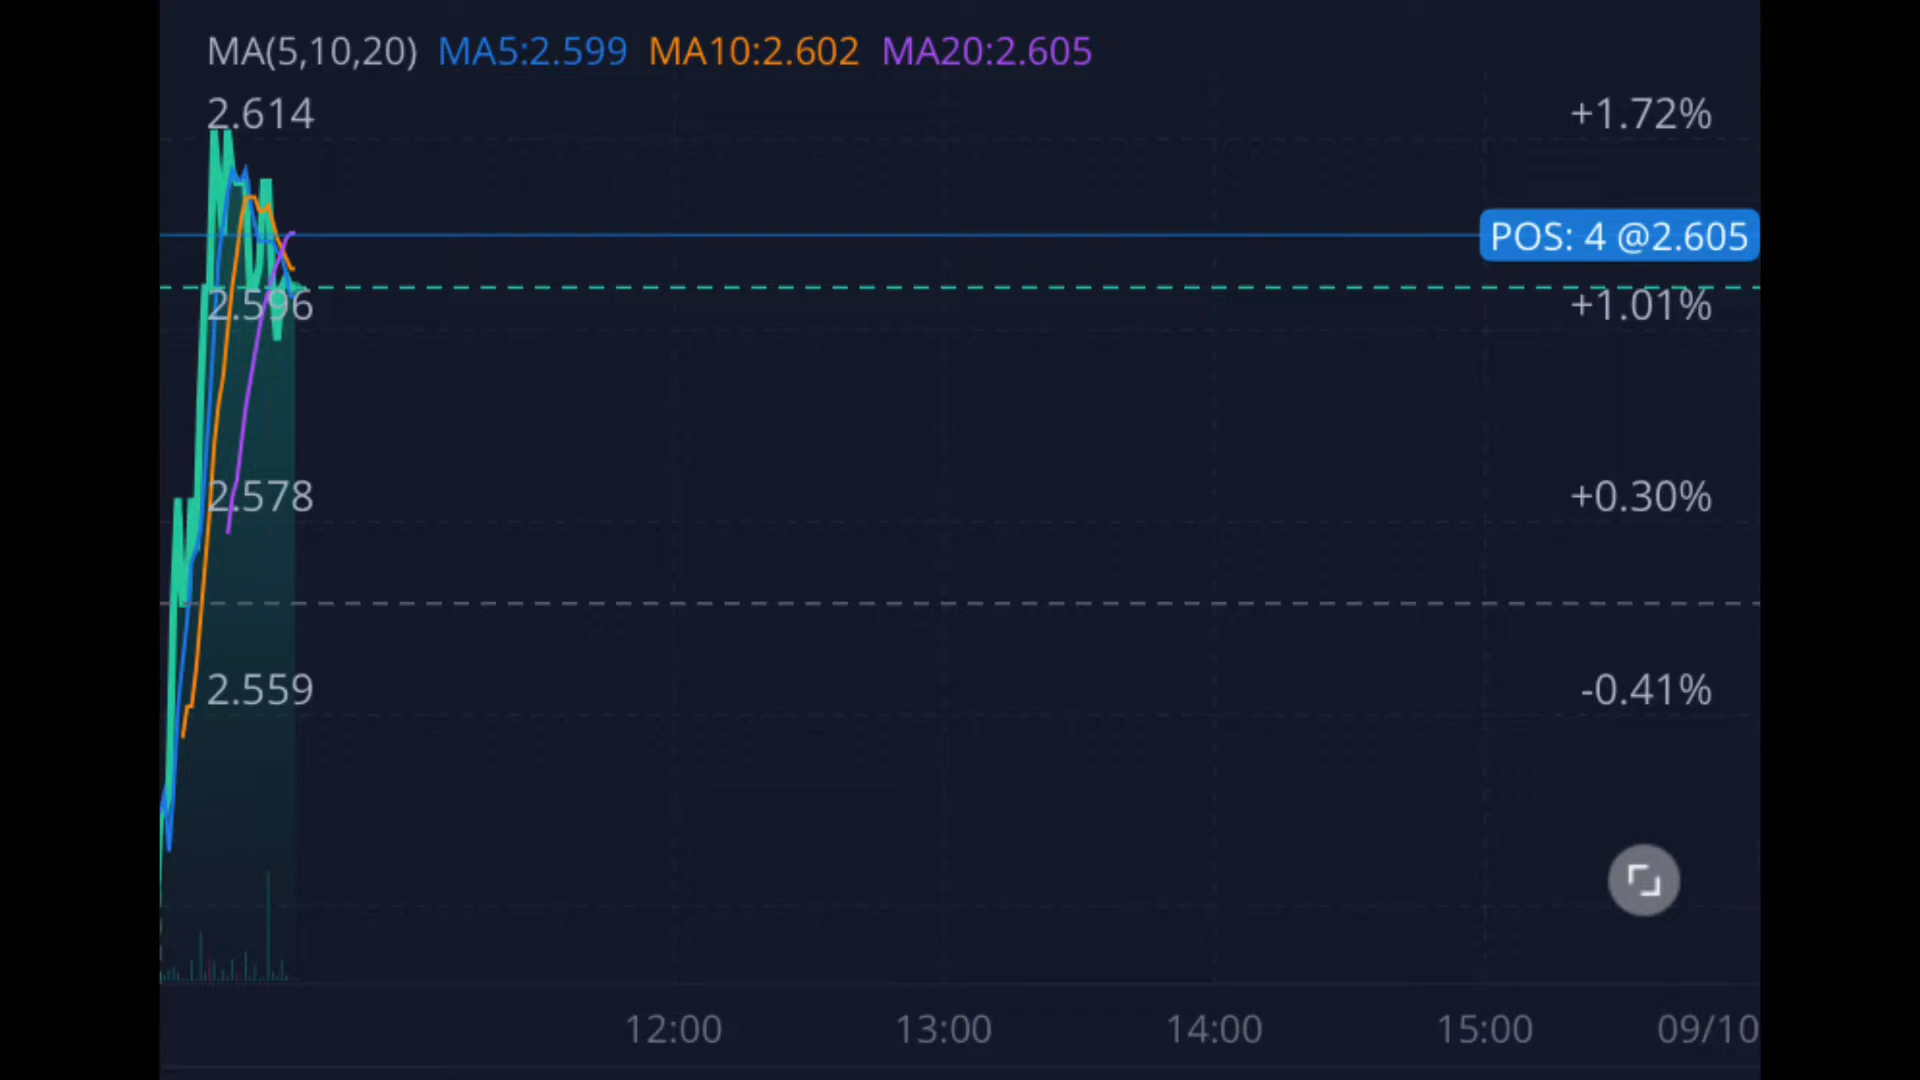 MA(5,10,20) MA5:2.599 MA10:2.602 MA20:2.605
2.614 +1.72%
POS: 4 @2.605
2.596 +1.01%
2.578 +0.30%
2.559 -0.41%
12:00 13:00 14:00 15:00 09/10